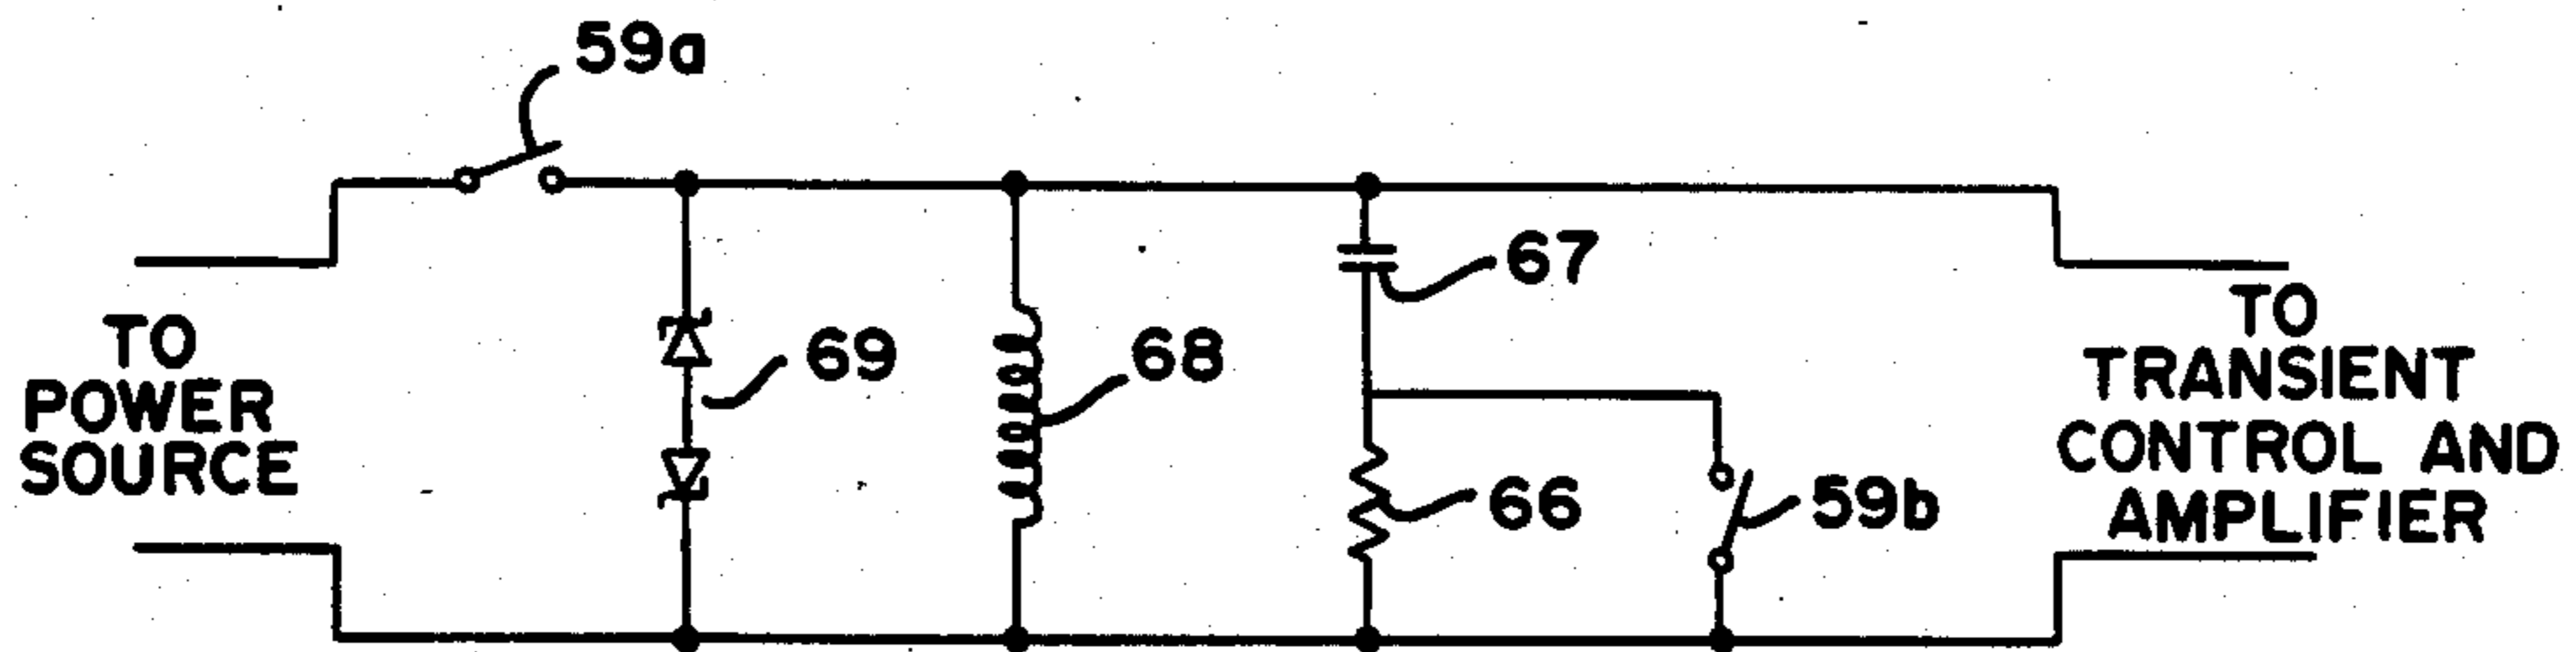 59a
67
TO
POWER
SOURCE
69
68
66
59b
TO
TRANSIENT
CONTROL AND
AMPLIFIER